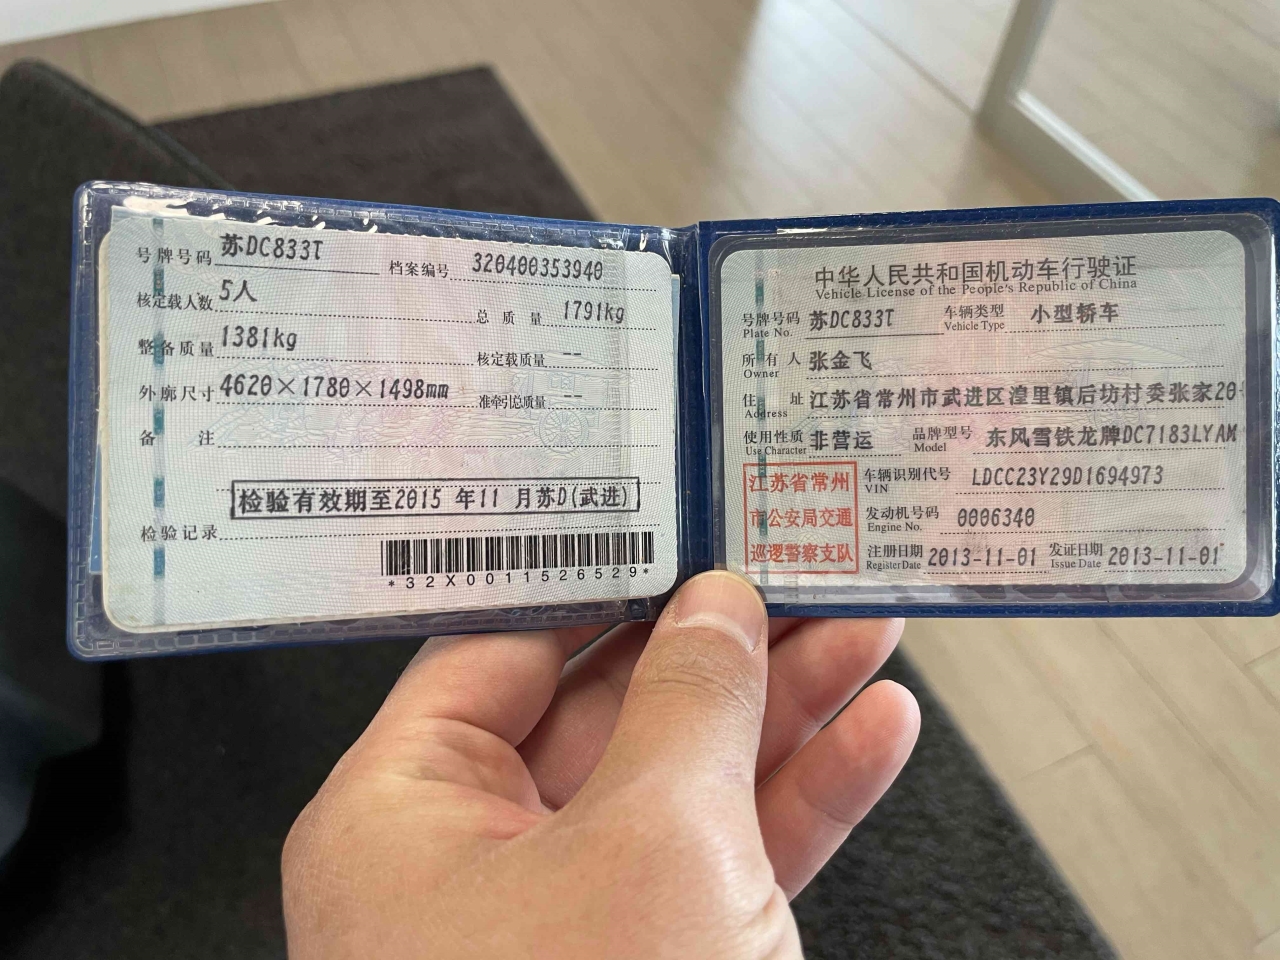 号牌号码 苏DC833T 档案编号 320400353940
核定载人数 5人 总质量 1791kg
整备质量 1381kg 核定载质量 --
外廓尺寸 4620×1780×1498mm 准牵引总质量 --
备注
检验有效期至2015 年11 月苏D(武进)
检验记录
*32X0011526529*
中华人民共和国机动车行驶证
Vehicle License of the People's Republic of China
号牌号码 苏DC833T 车辆类型 小型轿车
Plate No. Vehicle Type
所有人 张金飞
Owner
住址 江苏省常州市武进区湟里镇后坊村委张家20
Address
使用性质 非营运 品牌型号 东风雪铁龙牌DC7183LYAM
Use Character Model
江苏省常州
市公安局交通
巡逻警察支队
车辆识别代号 LDCC23Y29D1694973
VIN
发动机号码 0006340
Engine No.
注册日期 2013-11-01 发证日期 2013-11-01
Register Date Issue Date